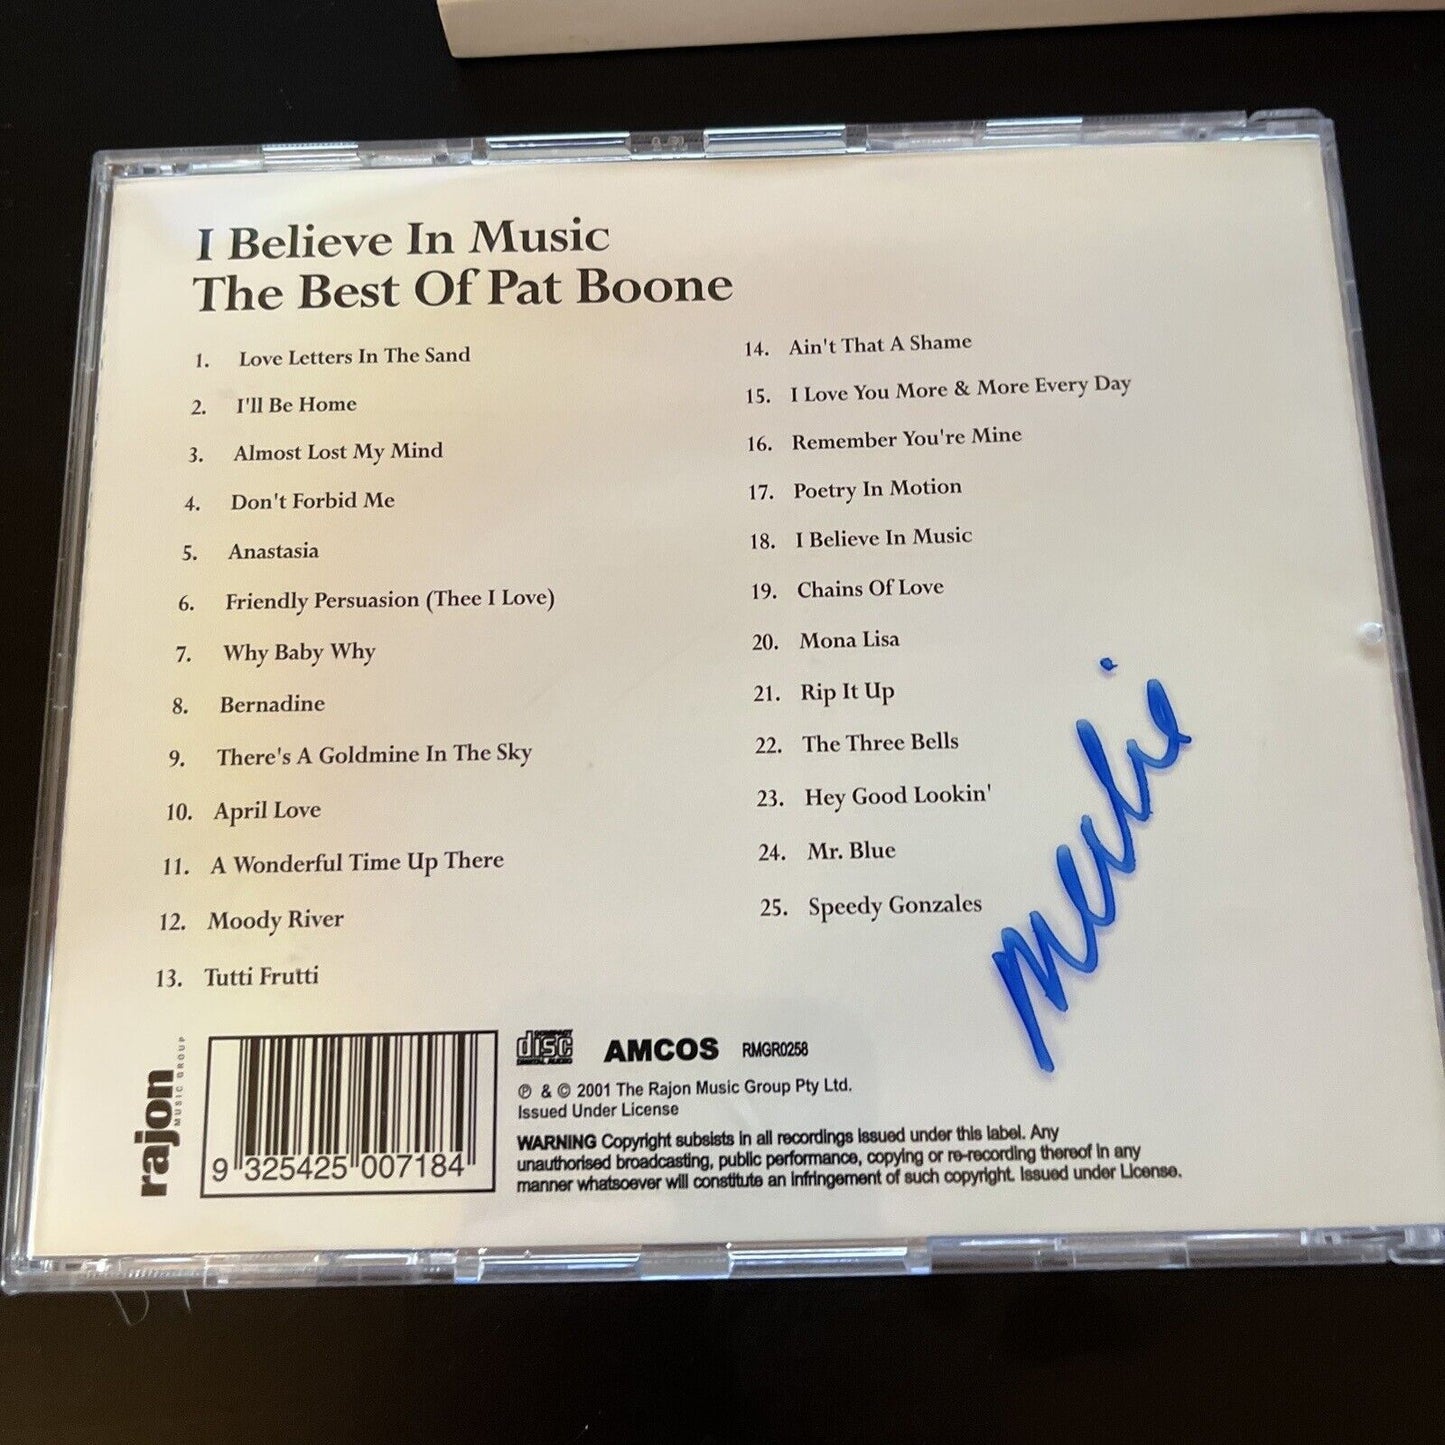 I Believe In Music
The Best Of Pat Boone
1. Love Letters In The Sand
2. I'll Be Home
3. Almost Lost My Mind
4. Don't Forbid Me
5. Anastasia
6. Friendly Persuasion (Thee I Love)
7. Why Baby Why
8. Bernadine
9. There's A Goldmine In The Sky
10. April Love
11. A Wonderful Time Up There
12. Moody River
13. Tutti Frutti
14. Ain't That A Shame
15. I Love You More & More Every Day
16. Remember You're Mine
17. Poetry In Motion
18. I Believe In Music
19. Chains Of Love
20. Mona Lisa
21. Rip It Up
22. The Three Bells
23. Hey Good Lookin'
24. Mr. Blue
25. Speedy Gonzales
rajon
MUSIC GROUP
9 325425 007184
COMPACT
disc
DIGITAL AUDIO
AMCOS RMGR0258
℗ & © 2001 The Rajon Music Group Pty Ltd.
Issued Under License
WARNING Copyright subsists in all recordings issued under this label. Any
unauthorised broadcasting, public performance, copying or re-recording thereof in any
manner whatsoever will constitute an infringement of such copyright. Issued under License.